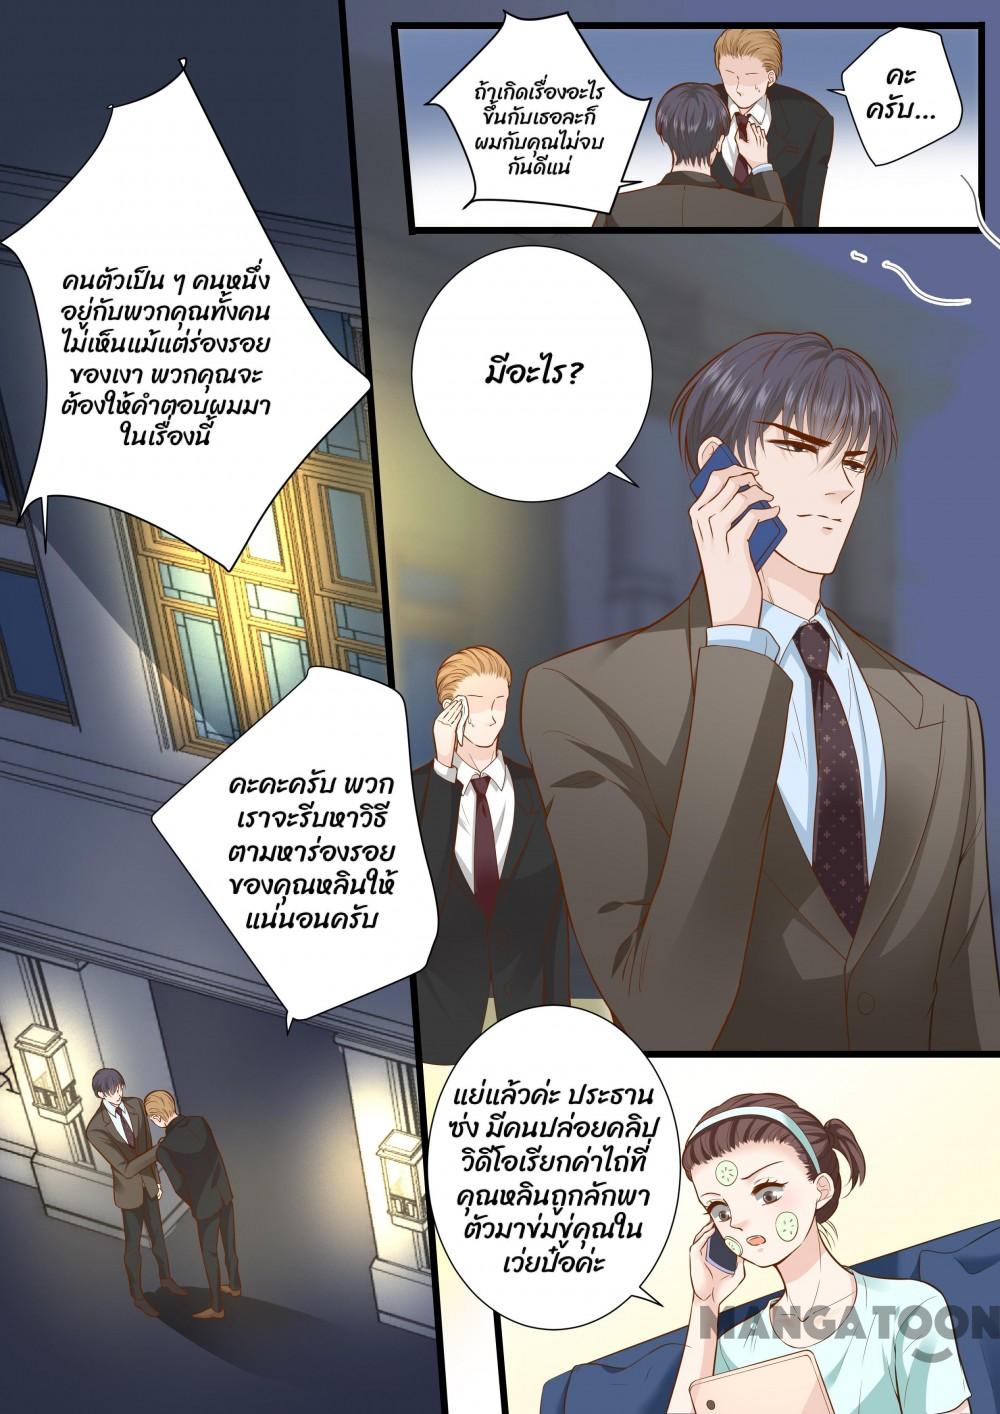 คนตัวเป็น ๆ คนหนึ่ง
อยู่กับพวกคุณทั้งคน
ไม่เห็นแม้แต่ร่องรอย
ของเงา พวกคุณจะ
ต้องให้คำตอบผมมา
ในเรื่องนี้
คะคะครับ พวก
เราจะรีบหาวิธี
ตามหาร่องรอย
ของคุณหลินให้
แน่นอนครับ
ถ้าเกิดเรื่องอะไร
ขึ้นกับเธอละก็
ผมกับคุณไม่จบ
กันดีแน่
คะ
ครับ...
มีอะไร?
แย่แล้วค่ะ ประธาน
ซ่ง มีคนปล่อยคลิป
วิดีโอเรียกค่าไถ่ที่
คุณหลินถูกลักพา
ตัวมาข่มขู่คุณใน
เว่ยป๋อค่ะ
MANGATOON